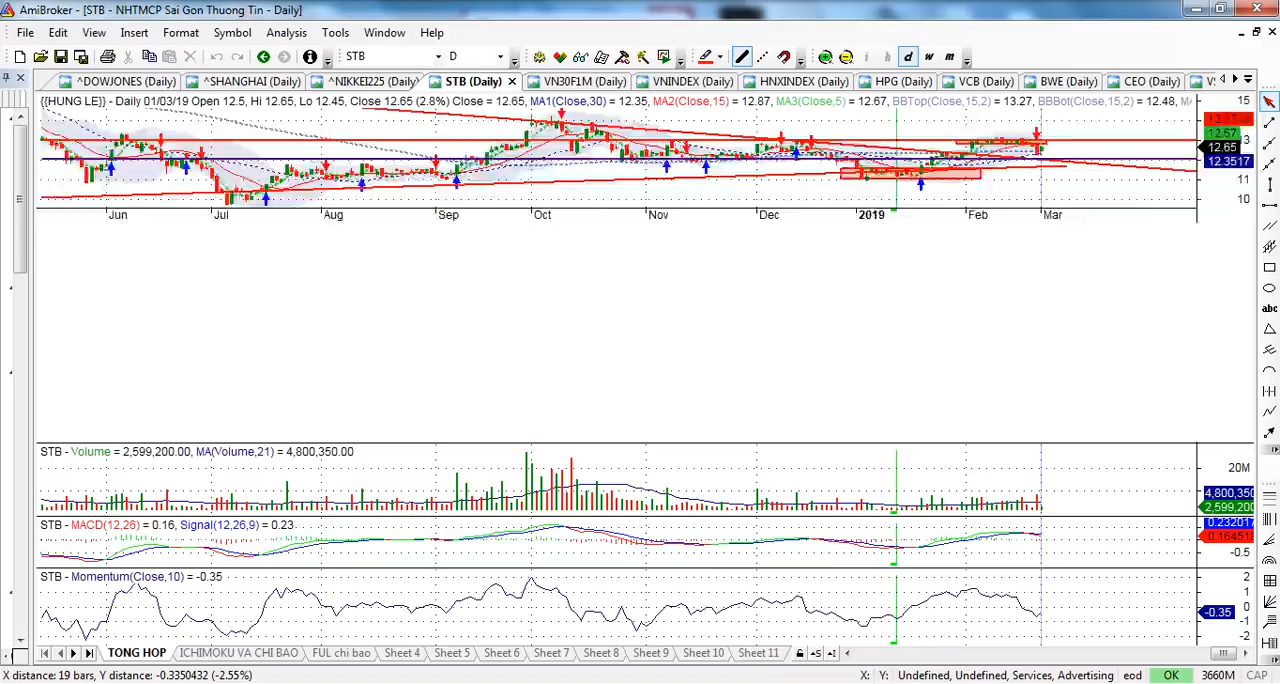 AmiBroker - [STB - NHTMCP Sai Gon Thuong Tin - Daily]
File Edit View Insert Format Symbol Analysis Tools Window Help
STB D i h d w m
^DOWJONES (Daily) ^SHANGHAI (Daily) ^NIKKEI225 (Daily) STB (Daily) VN30F1M (Daily) VNINDEX (Daily) HNXINDEX (Daily) HPG (Daily) VCB (Daily) BWE (Daily) CEO (Daily)
{{HUNG LE}} - Daily 01/03/19 Open 12.5, Hi 12.65, Lo 12.45, Close 12.65 (2.8%) Close = 12.65, MA1(Close,30) = 12.35, MA2(Close,15) = 12.87, MA3(Close,5) = 12.67, BBTop(Close,15,2) = 13.27, BBBot(Close,15,2) = 12.48,
15
12.57
12.65
12.3517
11
10
Jun Jul Aug Sep Oct Nov Dec 2019 Feb Mar
abc
STB - Volume = 2,599,200.00, MA(Volume,21) = 4,800,350.00
20M
4,800,350
2,599,200
STB - MACD(12,26) = 0.16, Signal(12,26,9) = 0.23
0.232017
0.164518
-0.5
STB - Momentum(Close,10) = -0.35
2
1
0
-0.35
-1
-2
TONG HOP ICHIMOKU VA CHI BAO FUL chi bao Sheet 4 Sheet 5 Sheet 6 Sheet 7 Sheet 8 Sheet 9 Sheet 10 Sheet 11
X distance: 19 bars, Y distance: -0.3350432 (-2.55%) X: Y: Undefined, Undefined, Services, Advertising eod OK 3660M CAP